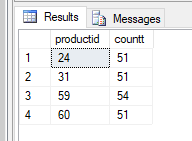 Results Messages
productid countt
1 24 51
2 31 51
3 59 54
4 60 51